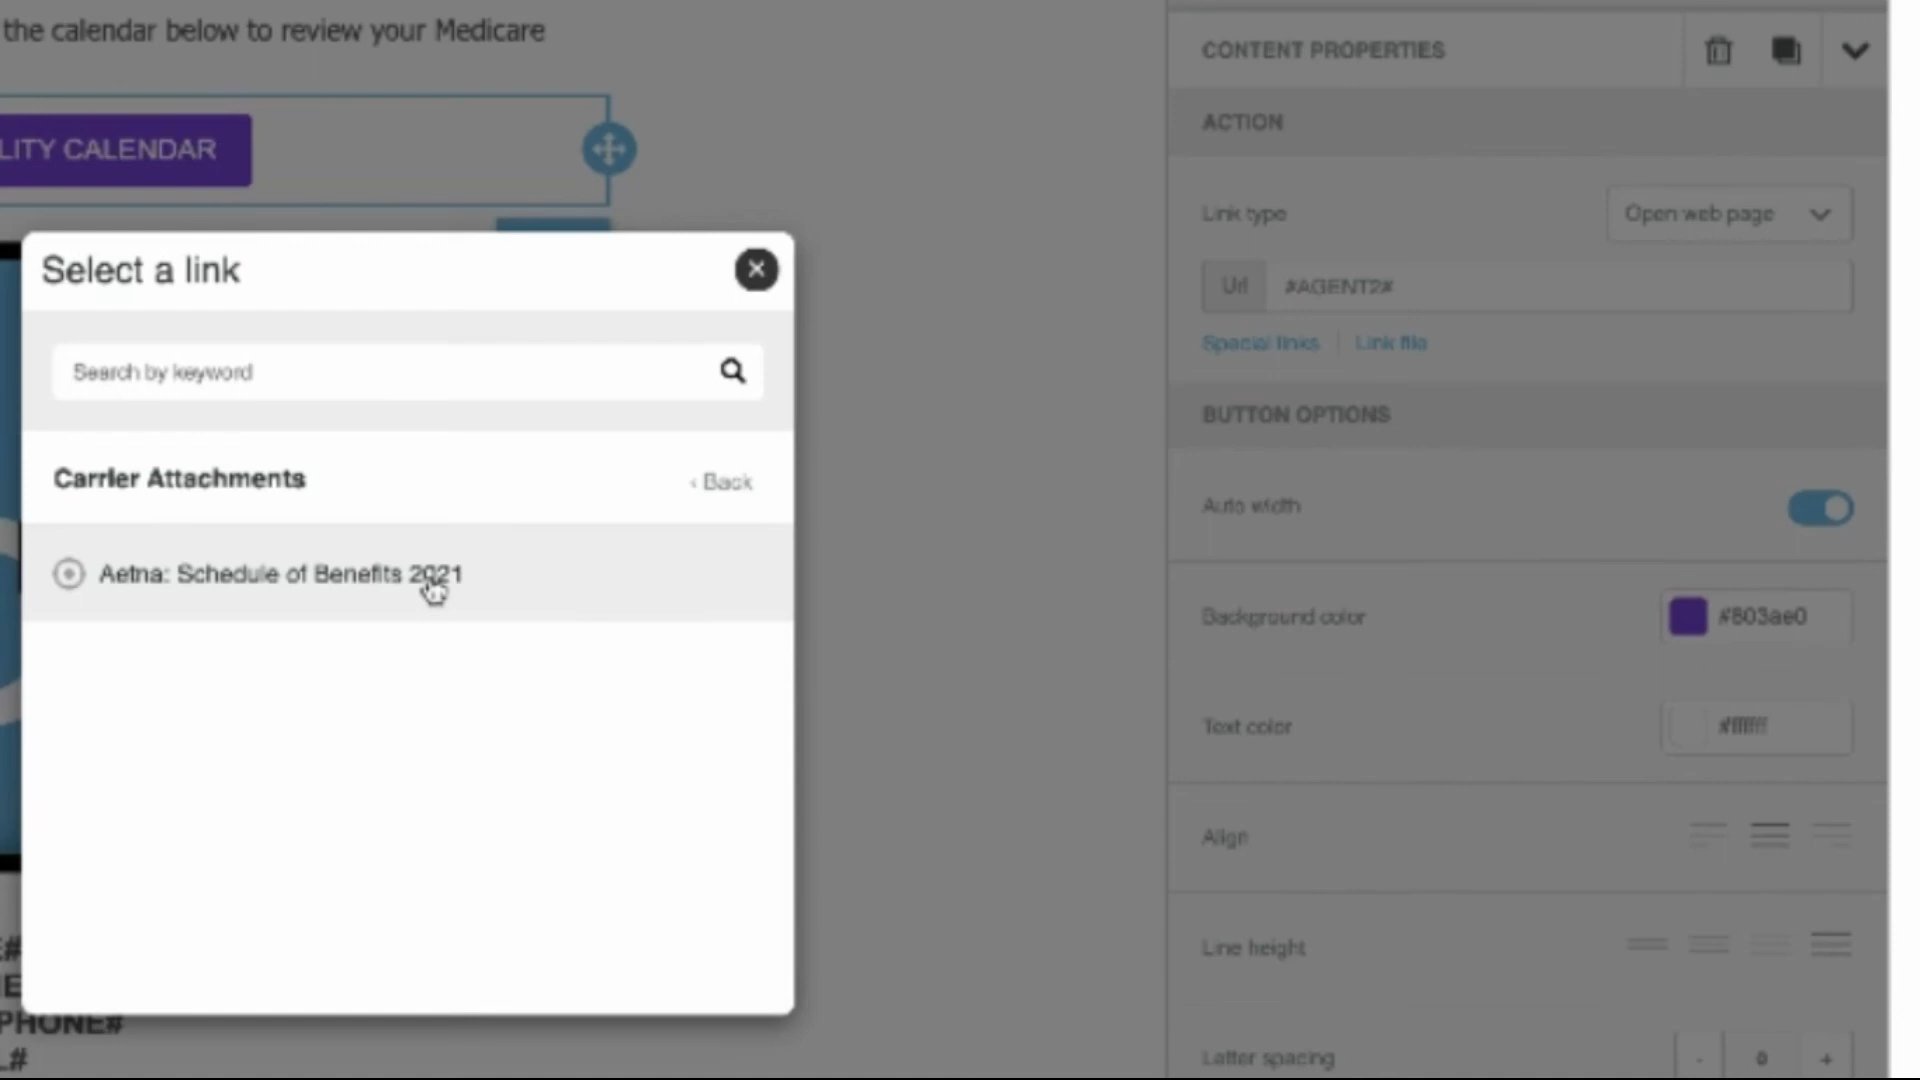 the calendar below to review your Medicare
LITY CALENDAR
Select a link
Search by keyword
Carrier Attachments
‹ Back
Aetna: Schedule of Benefits 2021
E#
PHONE#
L#
CONTENT PROPERTIES
ACTION
Link type
Open web page
Url
#AGENT2#
Special links
Link file
BUTTON OPTIONS
Auto width
Background color
#603ae0
Text color
#ffffff
Align
Line height
Letter spacing
- 0 +